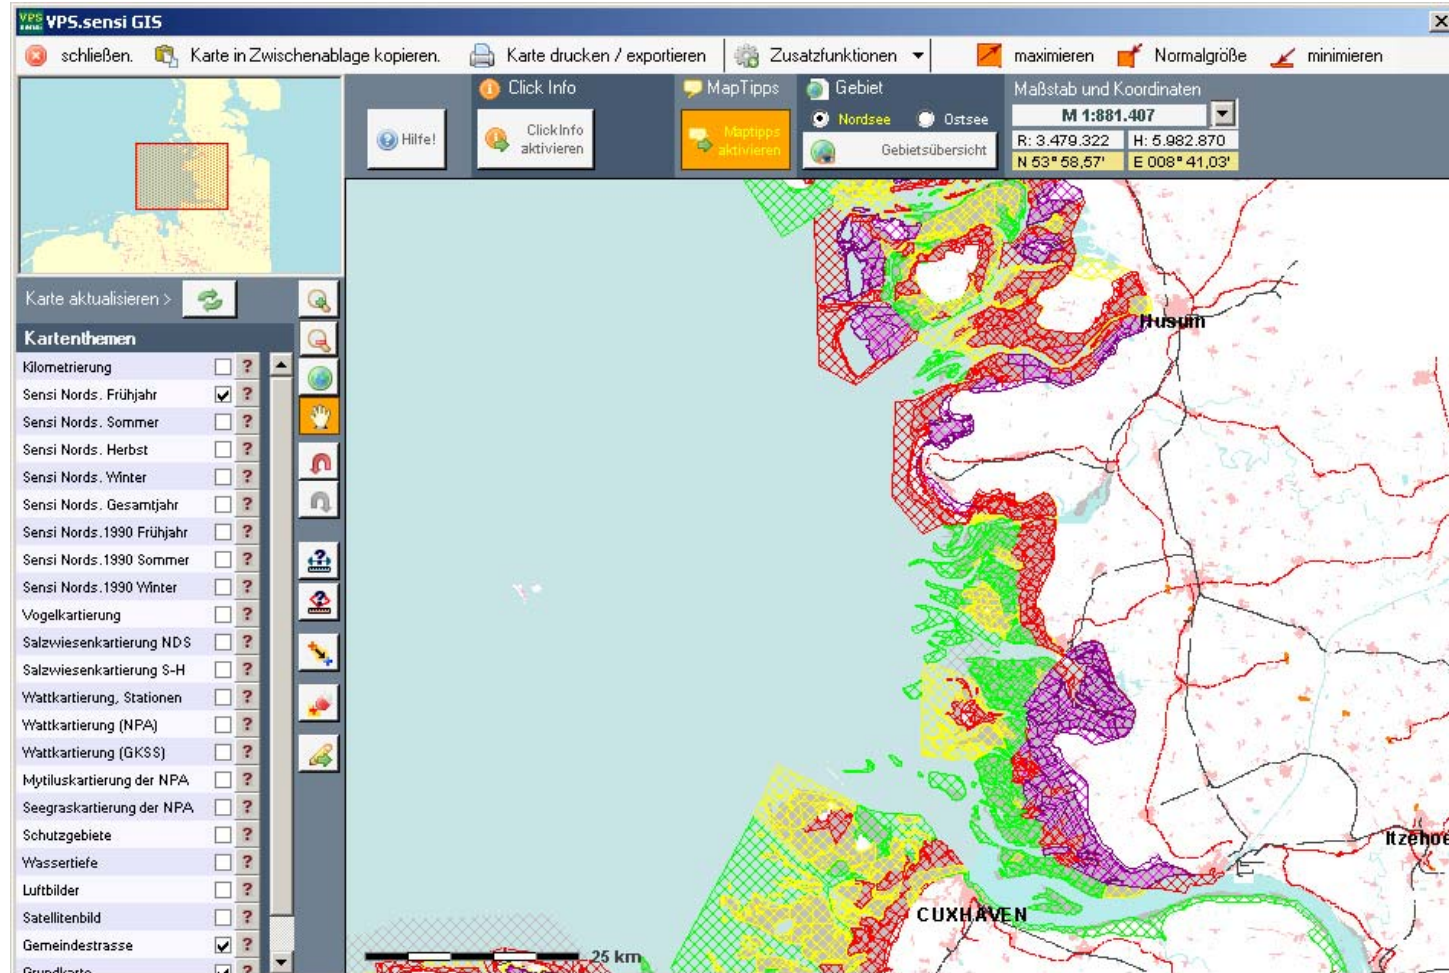 VPS sensi VPS.sensi GIS
schließen. Karte in Zwischenablage kopieren. Karte drucken / exportieren Zusatzfunktionen maximieren Normalgröße minimieren
Click Info MapTipps Gebiet Maßstab und Koordinaten
Nordsee Ostsee M 1:881.407
Hilfe! ClickInfo aktivieren Maptipps aktivieren Gebietsübersicht
R: 3.479.322 H: 5.982.870
N 53° 58,57' E 008° 41,03'
Karte aktualisieren >
Kartenthemen
Kilometrierung ?
Sensi Nords. Frühjahr ?
Sensi Nords. Sommer ?
Sensi Nords. Herbst ?
Sensi Nords. Winter ?
Sensi Nords. Gesamtjahr ?
Sensi Nords.1990 Frühjahr ?
Sensi Nords.1990 Sommer ?
Sensi Nords.1990 Winter ?
Vogelkartierung ?
Salzwiesenkartierung NDS ?
Salzwiesenkartierung S-H ?
Wattkartierung, Stationen ?
Wattkartierung (NPA) ?
Wattkartierung (GKSS) ?
Mytiluskartierung der NPA ?
Seegraskartierung der NPA ?
Schutzgebiete ?
Wassertiefe ?
Luftbilder ?
Satellitenbild ?
Gemeindestrasse ?
Grundkarte ?
Husum
Itzehoe
CUXHAVEN
25 km